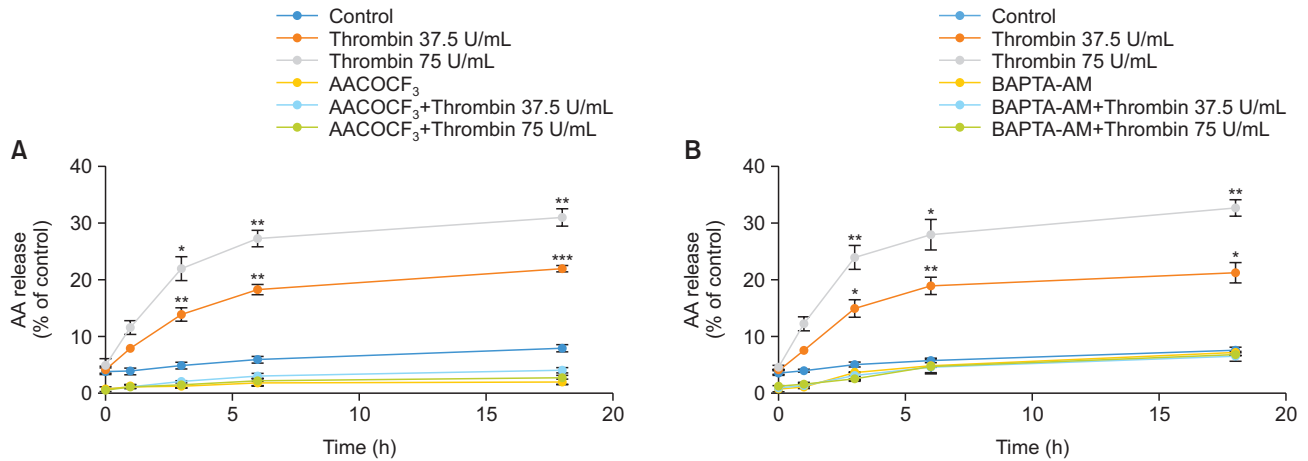 Control
Thrombin 37.5 U/mL
Thrombin 75 U/mL
AACOCF₃
AACOCF₃+Thrombin 37.5 U/mL
AACOCF₃+Thrombin 75 U/mL
A
40
30
20
10
0
AA release
(% of control)
*
**
**
**
**
***
0
5
10
15
20
Time (h)
Control
Thrombin 37.5 U/mL
Thrombin 75 U/mL
BAPTA-AM
BAPTA-AM+Thrombin 37.5 U/mL
BAPTA-AM+Thrombin 75 U/mL
B
40
30
20
10
0
AA release
(% of control)
**
*
*
**
**
*
0
5
10
15
20
Time (h)